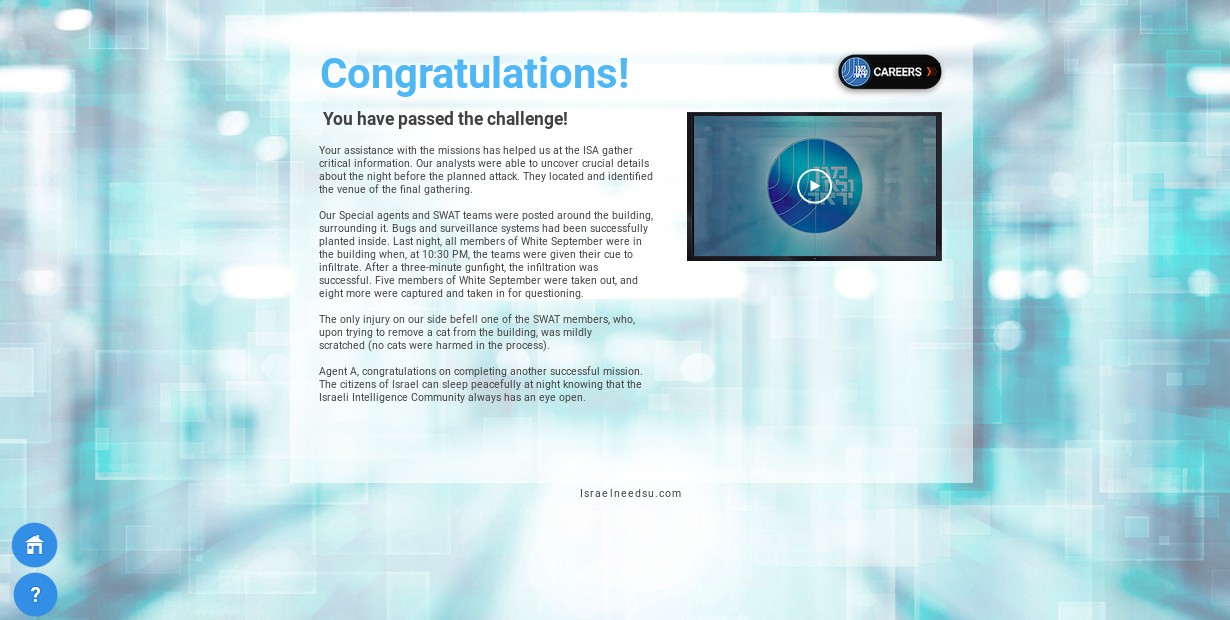 Congratulations!
CAREERS
You have passed the challenge!
Your assistance with the missions has helped us at the ISA gather
critical information. Our analysts were able to uncover crucial details
about the night before the planned attack. They located and identified
the venue of the final gathering.
Our Special agents and SWAT teams were posted around the building,
surrounding it. Bugs and surveillance systems had been successfully
planted inside. Last night, all members of White September were in
the building when, at 10:30 PM, the teams were given their cue to
infiltrate. After a three-minute gunfight, the infiltration was
successful. Five members of White September were taken out, and
eight more were captured and taken in for questioning.
The only injury on our side befell one of the SWAT members, who,
upon trying to remove a cat from the building, was mildly
scratched (no cats were harmed in the process).
Agent A, congratulations on completing another successful mission.
The citizens of Israel can sleep peacefully at night knowing that the
Israeli Intelligence Community always has an eye open.
Israelneedsu.com
?